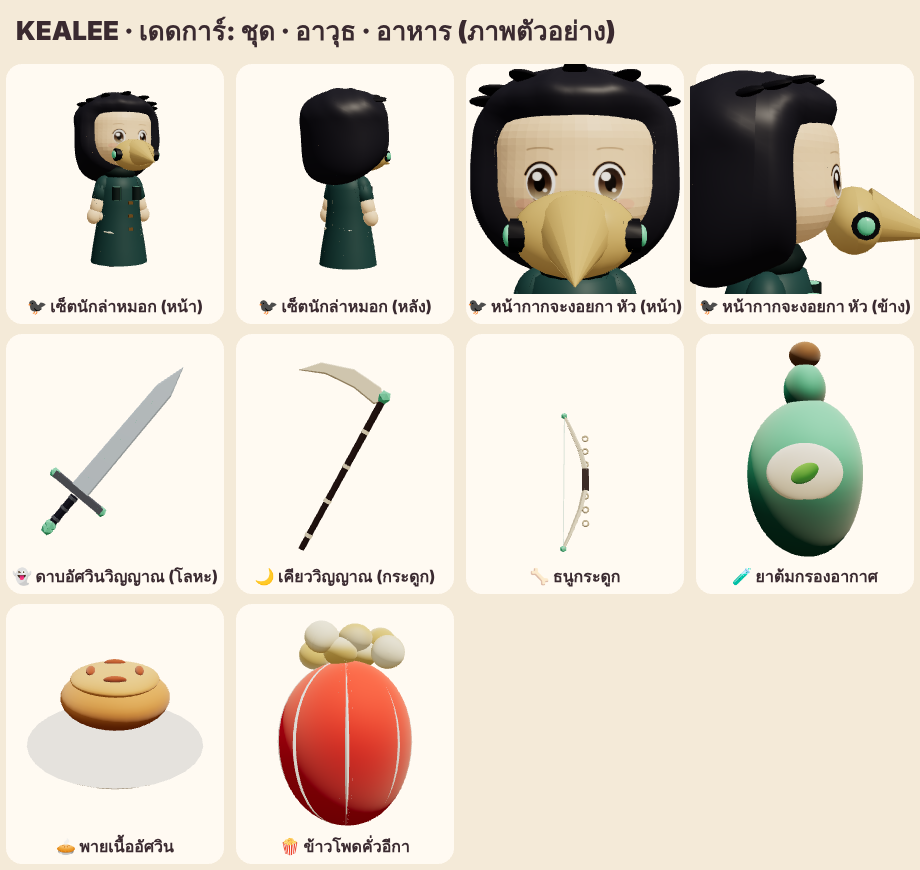 KEALEE · เดดการ์: ชุด · อาวุธ · อาหาร (ภาพตัวอย่าง)
🐦‍⬛ เซ็ตนักล่าหมอก (หน้า)
🐦‍⬛ เซ็ตนักล่าหมอก (หลัง)
🐦‍⬛ หน้ากากจะงอยกา หัว (หน้า)
🐦‍⬛ หน้ากากจะงอยกา หัว (ข้าง)
👻 ดาบอัศวินวิญญาณ (โลหะ)
🌙 เคียววิญญาณ (กระดูก)
🦴 ธนูกระดูก
🧪 ยาต้มกรองอากาศ
🥧 พายเนื้ออัศวิน
🍿 ข้าวโพดคั่วอีกา